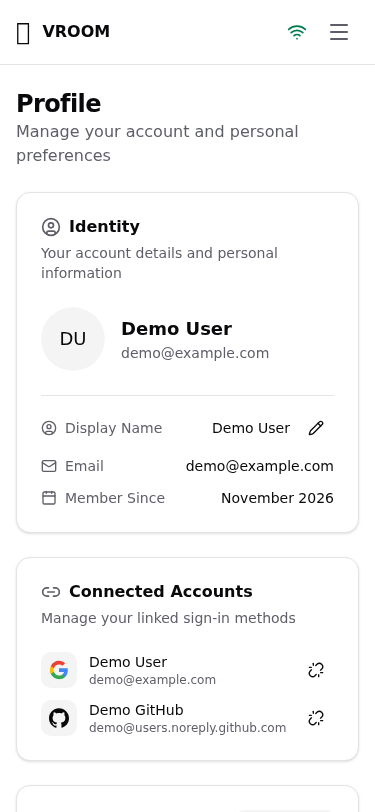 VROOM
Profile
Manage your account and personal
preferences
Identity
Your account details and personal
information
DU
Demo User
demo@example.com
Display Name
Demo User
Email
demo@example.com
Member Since
November 2026
Connected Accounts
Manage your linked sign-in methods
Demo User
demo@example.com
Demo GitHub
demo@users.noreply.github.com